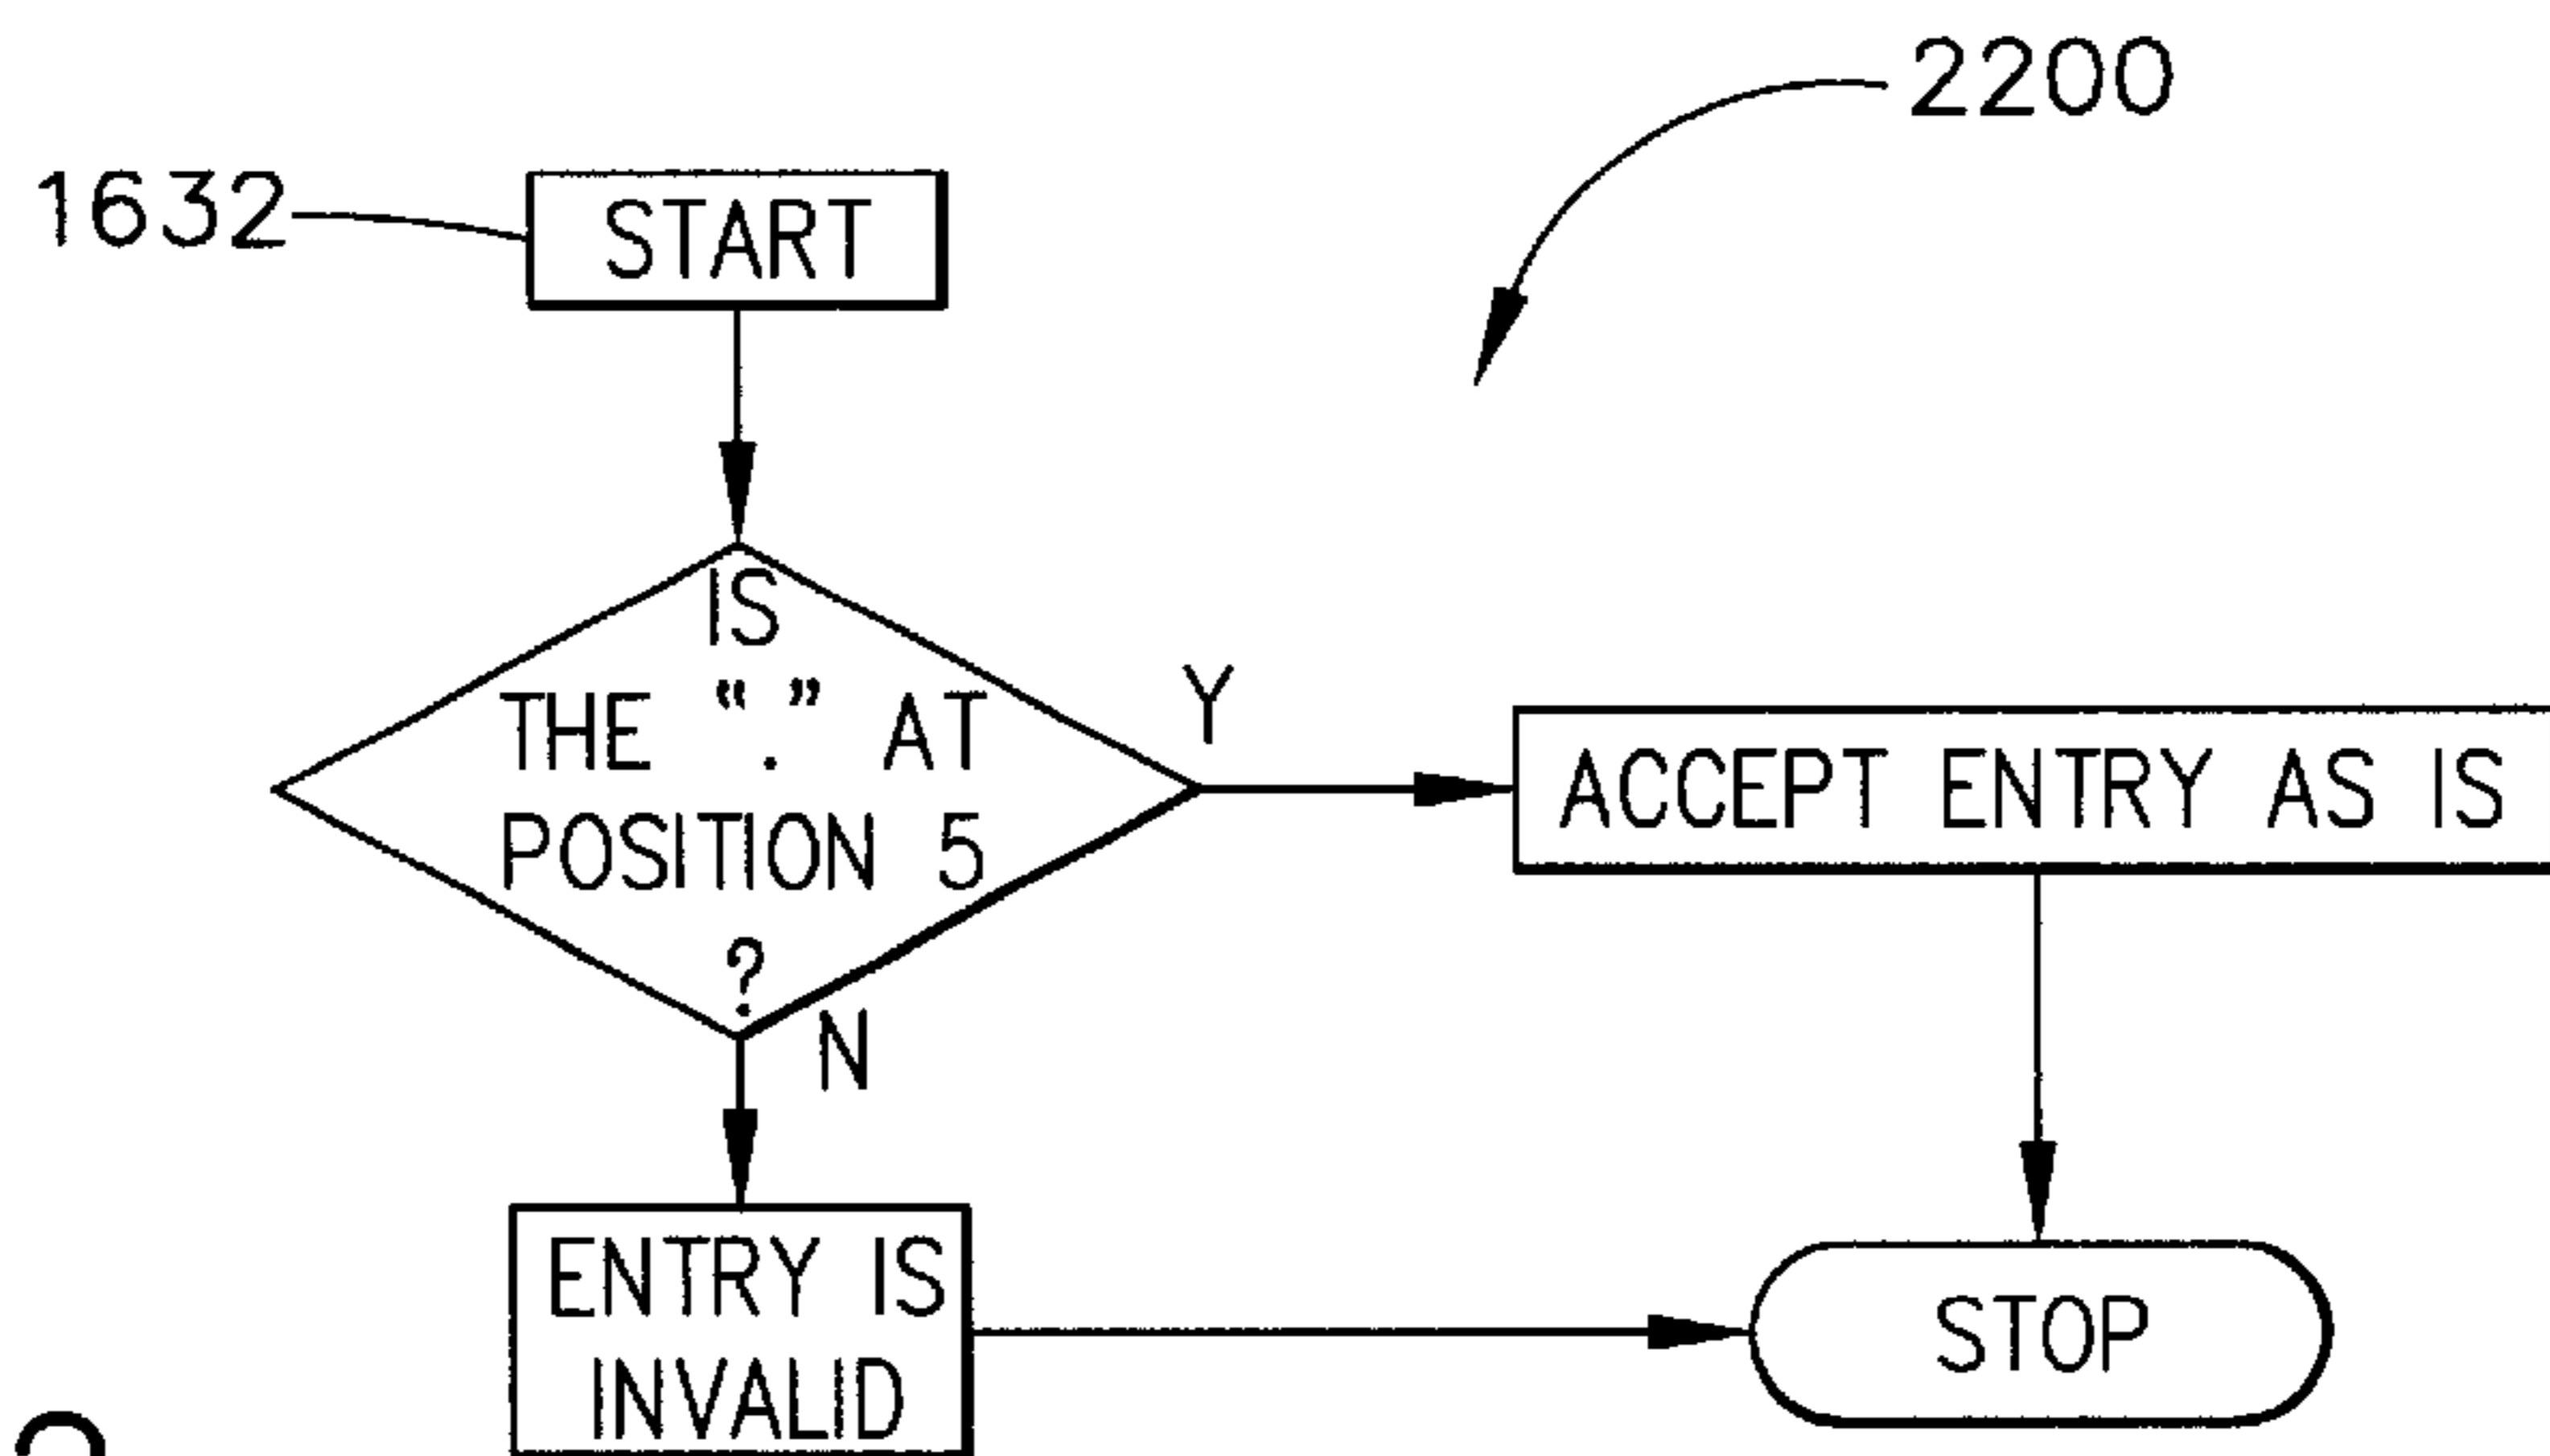 2200
1632
START
IS
THE “.” AT
POSITION 5
?
Y
N
ACCEPT ENTRY AS IS
ENTRY IS
INVALID
STOP